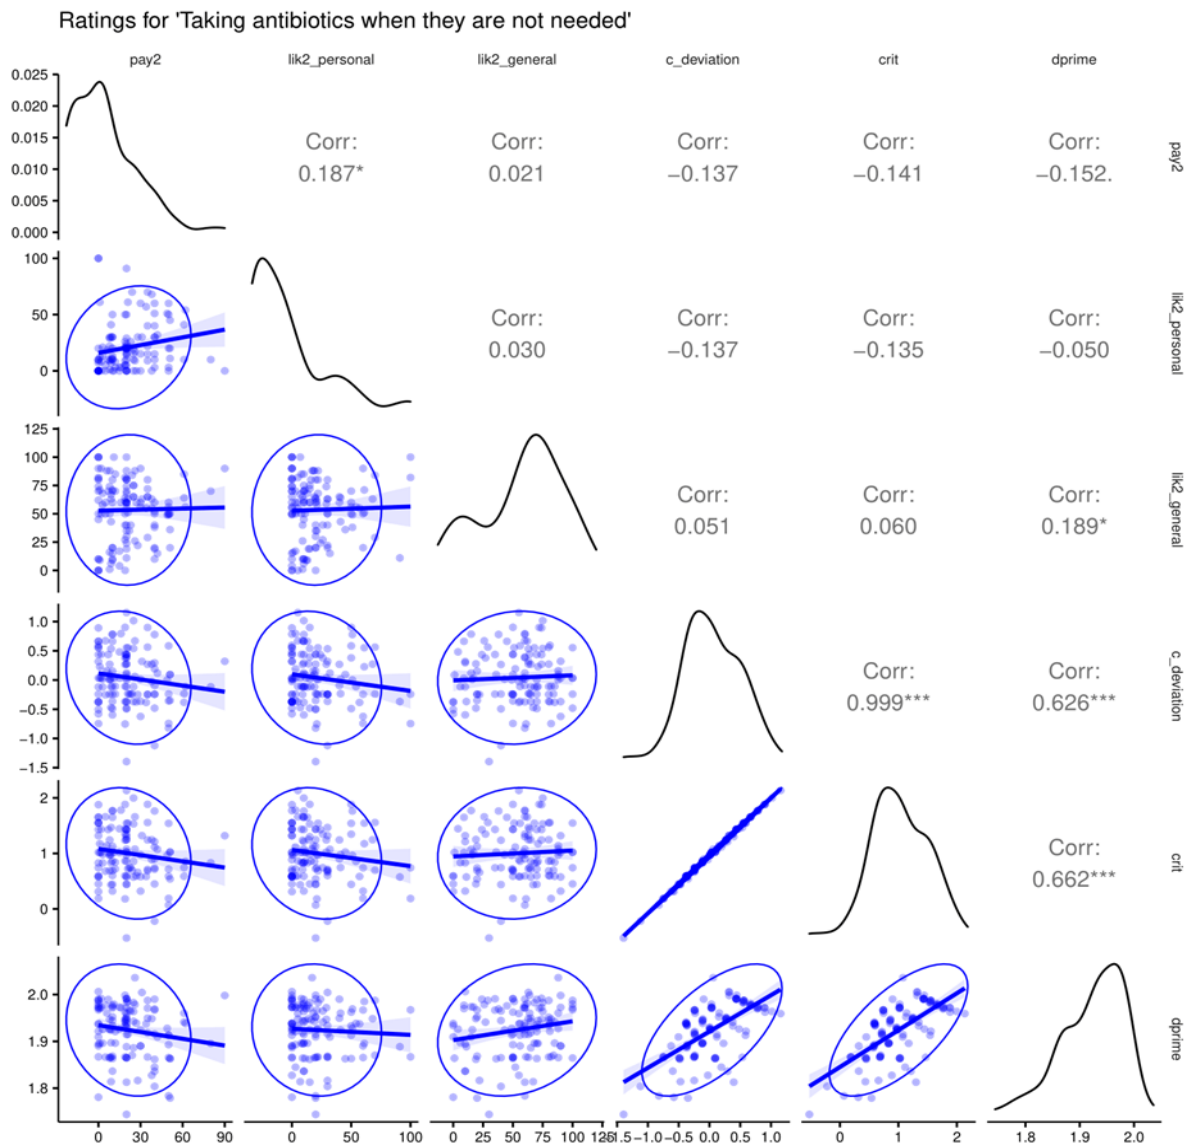 Ratings for 'Taking antibiotics when they are not needed'
pay2 lik2_personal lik2_general c_deviation crit dprime
0.025
0.020
0.015
0.010
0.005
0.000
Corr: Corr: Corr: Corr: Corr:
0.187* 0.021 −0.137 −0.141 −0.152.
pay2
100
50
0
Corr: Corr: Corr: Corr:
0.030 −0.137 −0.135 −0.050
lik2_personal
125
100
75
50
25
0
Corr: Corr: Corr:
0.051 0.060 0.189*
lik2_general
1.0
0.5
0.0
−0.5
−1.0
−1.5
Corr: Corr:
0.999*** 0.626***
c_deviation
2
1
0
Corr:
0.662***
crit
2.0
1.9
1.8
dprime
0 30 60 90 0 50 100 0 25 50 75 100 125 −1.5 −1.0 −0.5 0.0 0.5 1.0 0 1 2 1.8 1.9 2.0